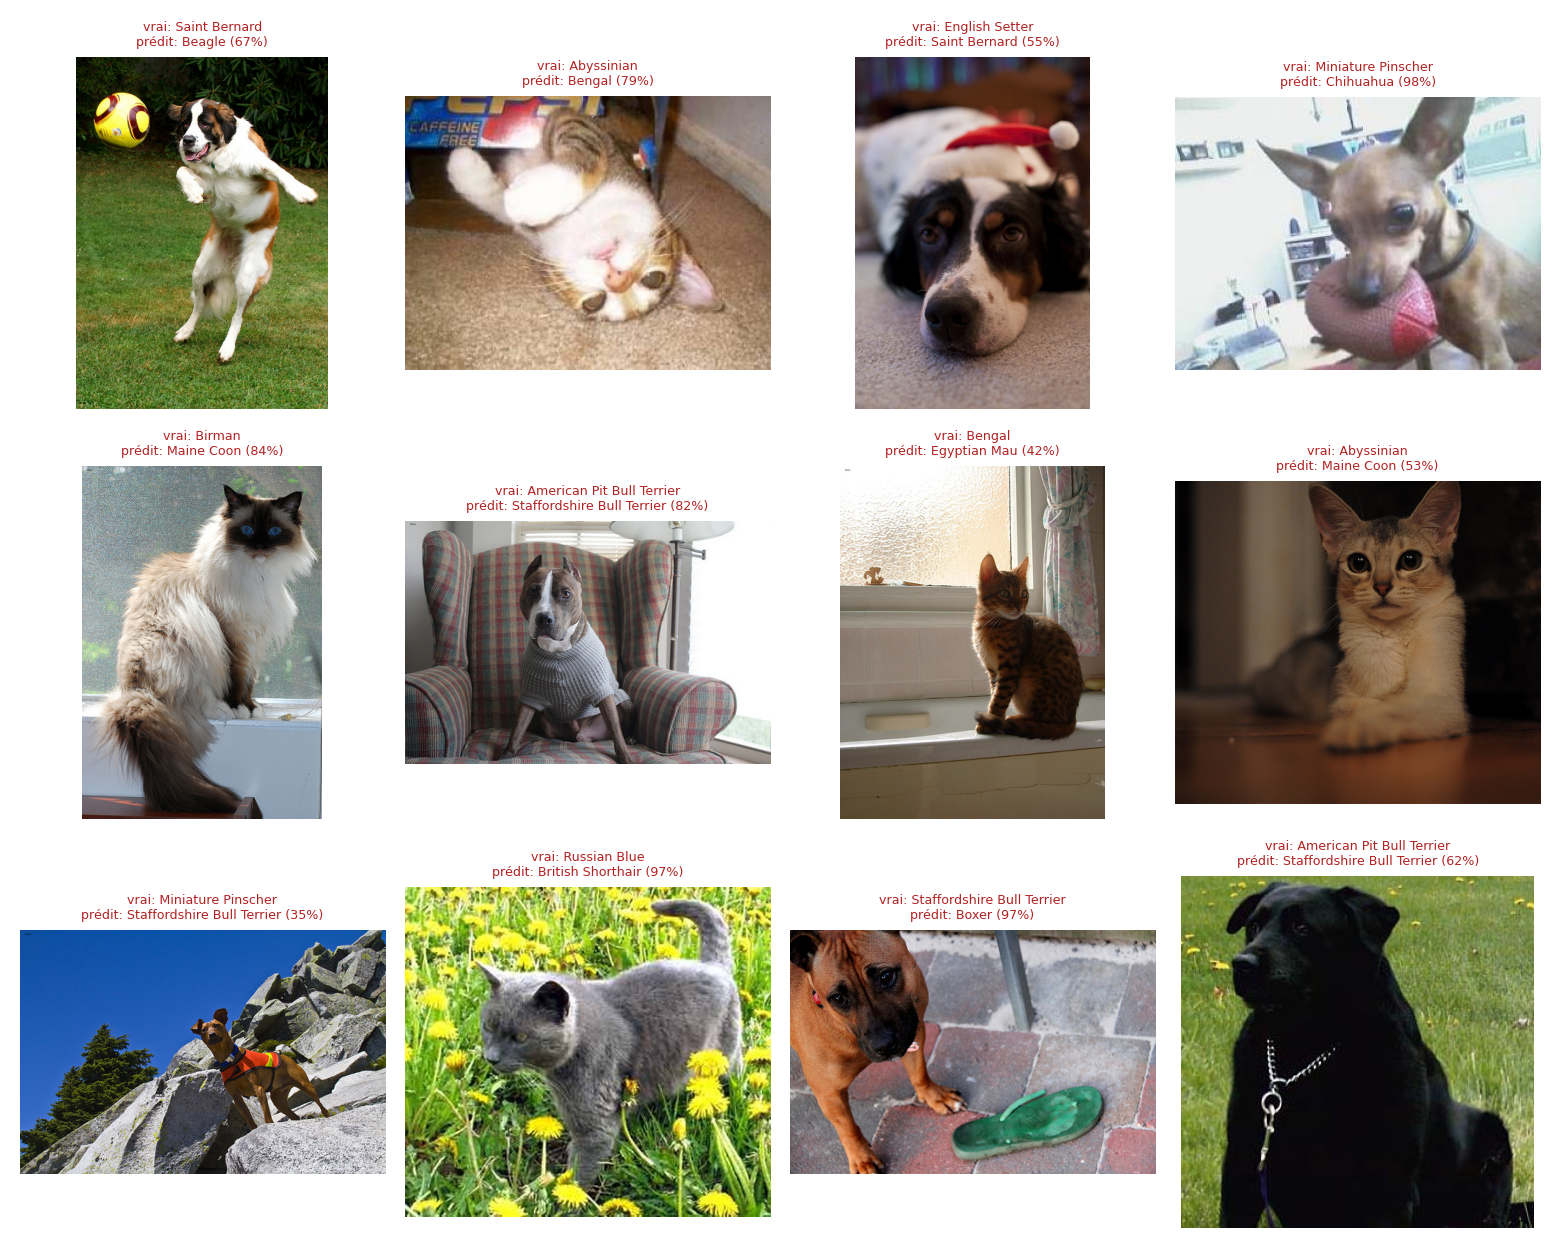 vrai: Saint Bernard
prédit: Beagle (67%)
vrai: Abyssinian
prédit: Bengal (79%)
vrai: English Setter
prédit: Saint Bernard (55%)
vrai: Miniature Pinscher
prédit: Chihuahua (98%)
PEPSI
CAFFEINE
FREE
vrai: Birman
prédit: Maine Coon (84%)
vrai: American Pit Bull Terrier
prédit: Staffordshire Bull Terrier (82%)
vrai: Bengal
prédit: Egyptian Mau (42%)
vrai: Abyssinian
prédit: Maine Coon (53%)
vrai: Miniature Pinscher
prédit: Staffordshire Bull Terrier (35%)
vrai: Russian Blue
prédit: British Shorthair (97%)
vrai: Staffordshire Bull Terrier
prédit: Boxer (97%)
vrai: American Pit Bull Terrier
prédit: Staffordshire Bull Terrier (62%)